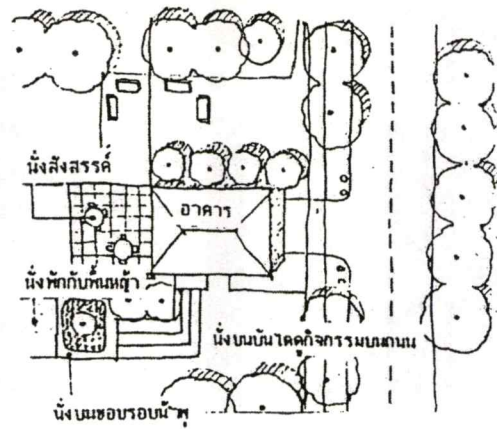 นั่งสังสรรค์
อาคาร
นั่งพักกับพื้นหญ้า
นั่งบนบันไดดูกิจกรรมบนถนน
นั่งบนขอบรอบน้ำพุ